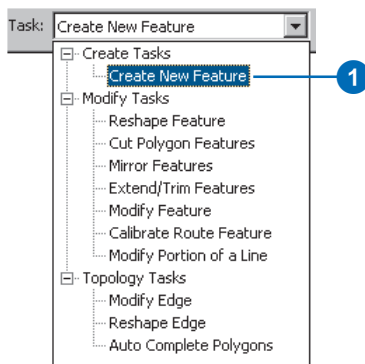 Task: Create New Feature
Create Tasks
Create New Feature 1
Modify Tasks
Reshape Feature
Cut Polygon Features
Mirror Features
Extend/Trim Features
Modify Feature
Calibrate Route Feature
Modify Portion of a Line
Topology Tasks
Modify Edge
Reshape Edge
Auto Complete Polygons